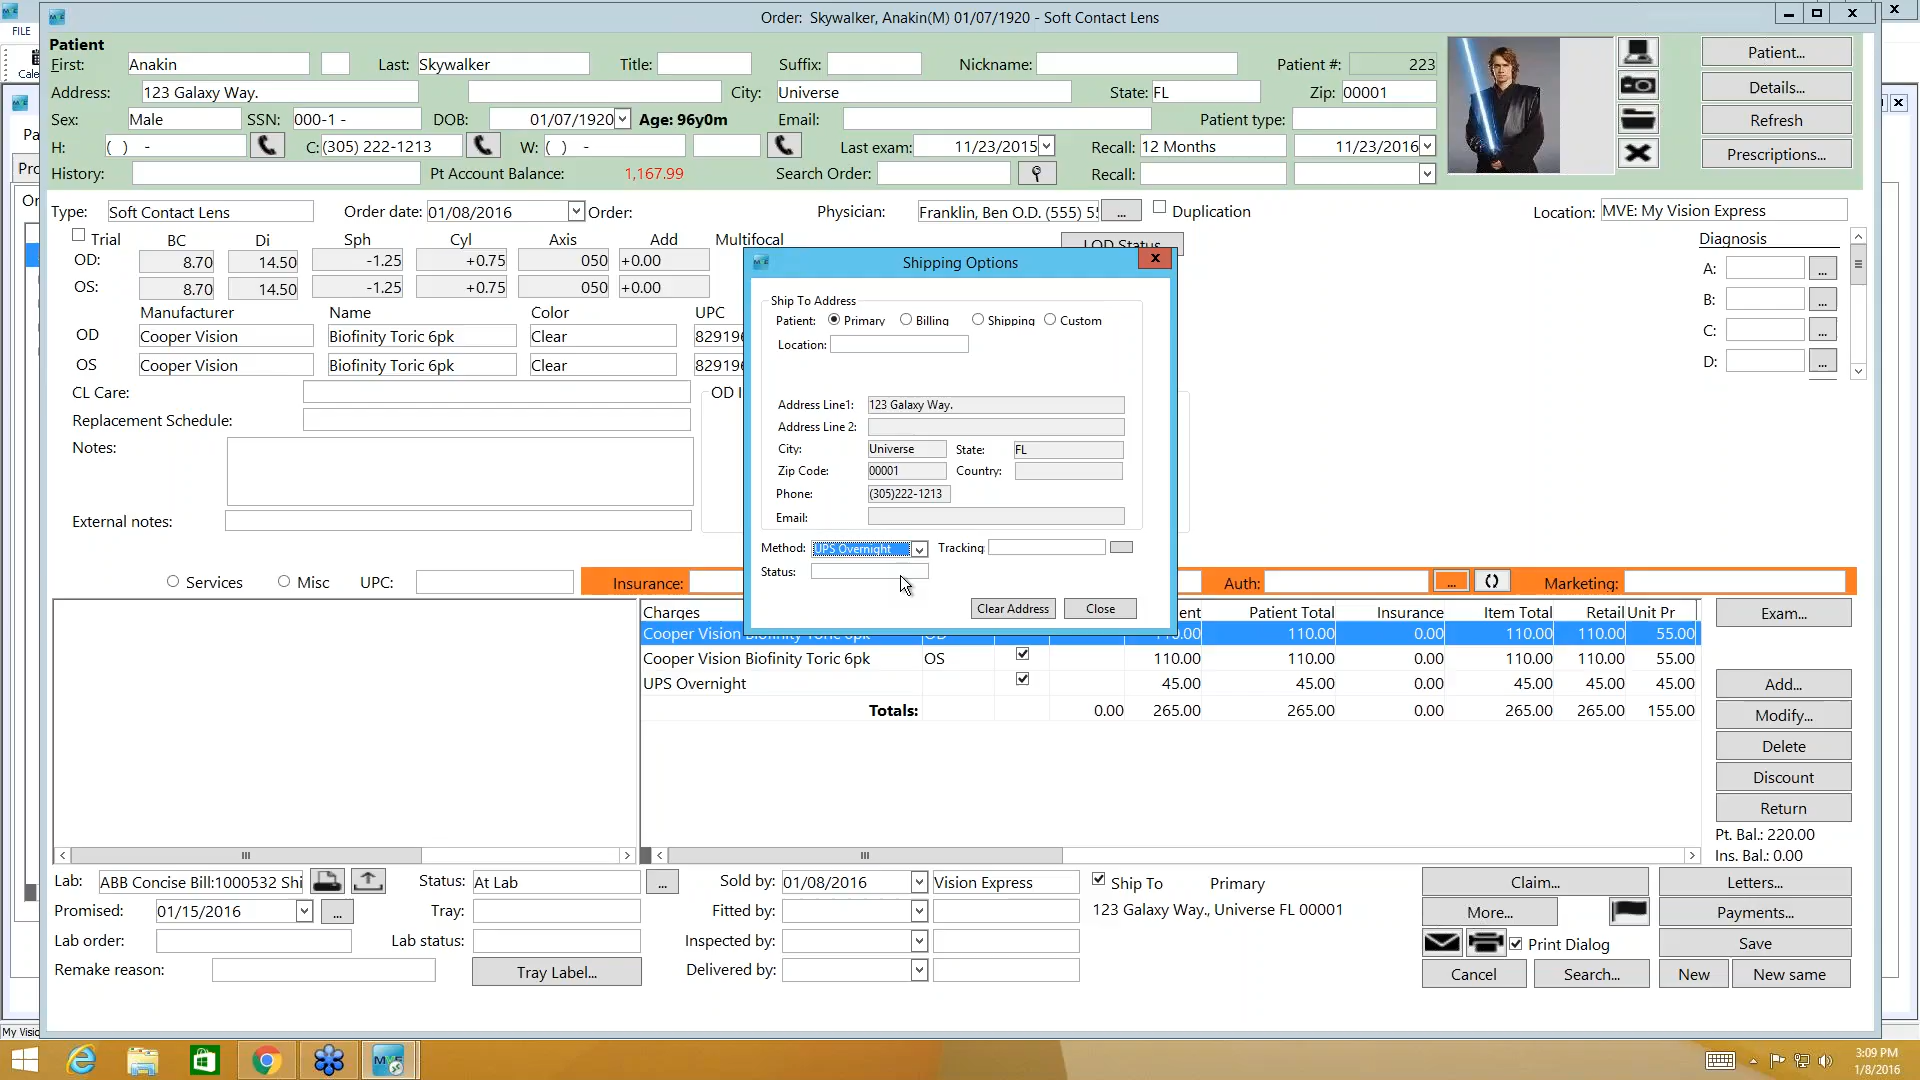 Order: Skywalker, Anakin(M) 01/07/1920 - Soft Contact Lens
FILE
Patient
First: Anakin Last: Skywalker Title: Suffix: Nickname: Patient #: 223 Patient...
Address: 123 Galaxy Way. City: Universe State: FL Zip: 00001 Details...
Sex: Male SSN: 000-1 - DOB: 01/07/1920 Age: 96y0m Email: Patient type: Refresh
H: ( ) - C: (305) 222-1213 W: ( ) - Last exam: 11/23/2015 Recall: 12 Months 11/23/2016 Prescriptions...
History: Pt Account Balance: 1,167.99 Search Order: Recall:
Type: Soft Contact Lens Order date: 01/08/2016 Order: Physician: Franklin, Ben O.D. (555) 5 ... Duplication Location: MVE: My Vision Express
Trial BC Di Sph Cyl Axis Add Multifocal LOD Status Diagnosis
OD: 8.70 14.50 -1.25 +0.75 050 +0.00 A: ...
OS: 8.70 14.50 -1.25 +0.75 050 +0.00 B: ...
Manufacturer Name Color UPC C: ...
OD Cooper Vision Biofinity Toric 6pk Clear 829196
OS Cooper Vision Biofinity Toric 6pk Clear 829196 D: ...
CL Care: OD I
Replacement Schedule:
Notes:
External notes:
Shipping Options
Ship To Address
Patient: Primary Billing Shipping Custom
Location:
Address Line1: 123 Galaxy Way.
Address Line 2:
City: Universe State: FL
Zip Code: 00001 Country:
Phone: (305)222-1213
Email:
Method: UPS Overnight Tracking
Status:
Clear Address Close
Services Misc UPC: Insurance: Auth: ... Marketing:
Charges ent Patient Total Insurance Item Total Retail Unit Pr Exam...
Cooper Vision Biofinity Toric 6pk OD 110.00 110.00 0.00 110.00 110.00 55.00
Cooper Vision Biofinity Toric 6pk OS 110.00 110.00 0.00 110.00 110.00 55.00
UPS Overnight 45.00 45.00 0.00 45.00 45.00 45.00 Add...
Totals: 0.00 265.00 265.00 0.00 265.00 265.00 155.00 Modify...
Delete
Discount
Return
Pt. Bal.: 220.00
Ins. Bal.: 0.00
Lab: ABB Concise Bill:1000532 Shi Status: At Lab ... Sold by: 01/08/2016 Vision Express Ship To Primary Claim... Letters...
Promised: 01/15/2016 ... Tray: Fitted by: 123 Galaxy Way., Universe FL 00001 More... Payments...
Lab order: Lab status: Inspected by: Print Dialog Save
Remake reason: Tray Label... Delivered by: Cancel Search... New New same
My Visio
3:09 PM
1/8/2016